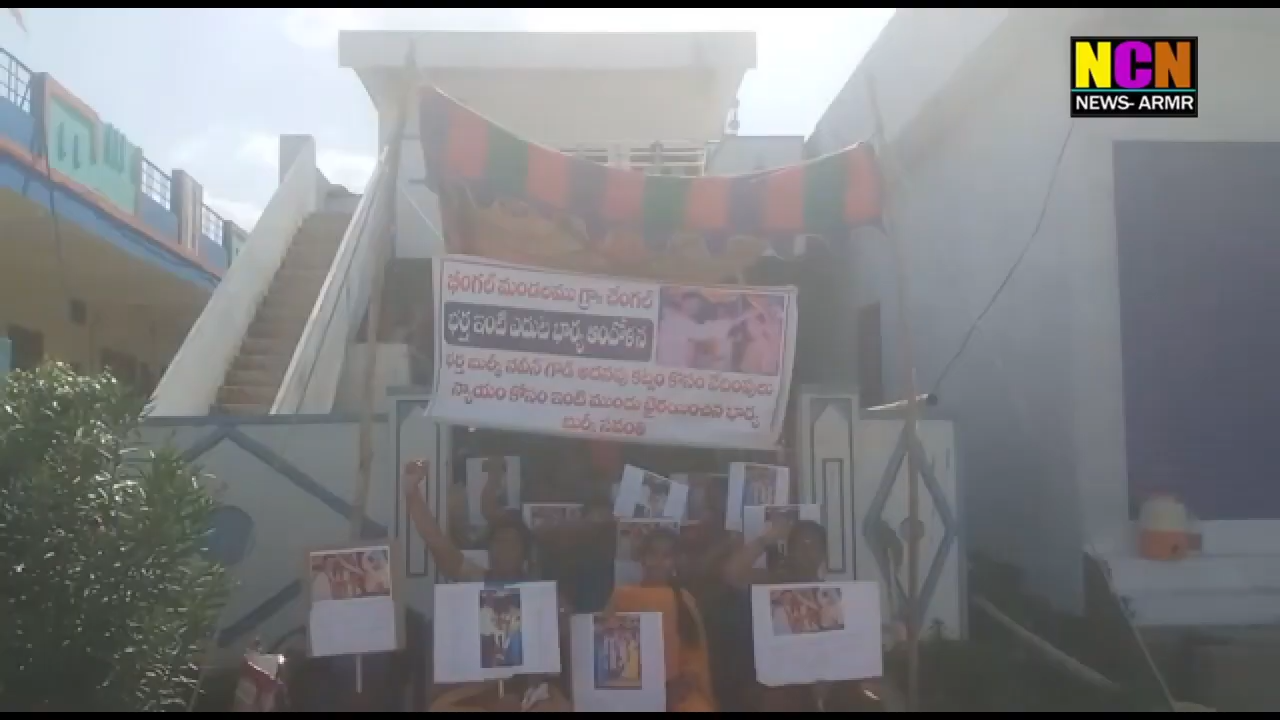 NCN
NEWS- ARMR
భీంగల్ మండలము గ్రా. భీంగల్
భర్త ఇంటి ఎదుట భార్య ఆందోళన
భర్త బుర్ర నవీన్ గౌడ్ అదనపు కట్నం కోసం వేధింపులు
న్యాయం కోసం ఇంటి ముందు బైఠాయించిన భార్య